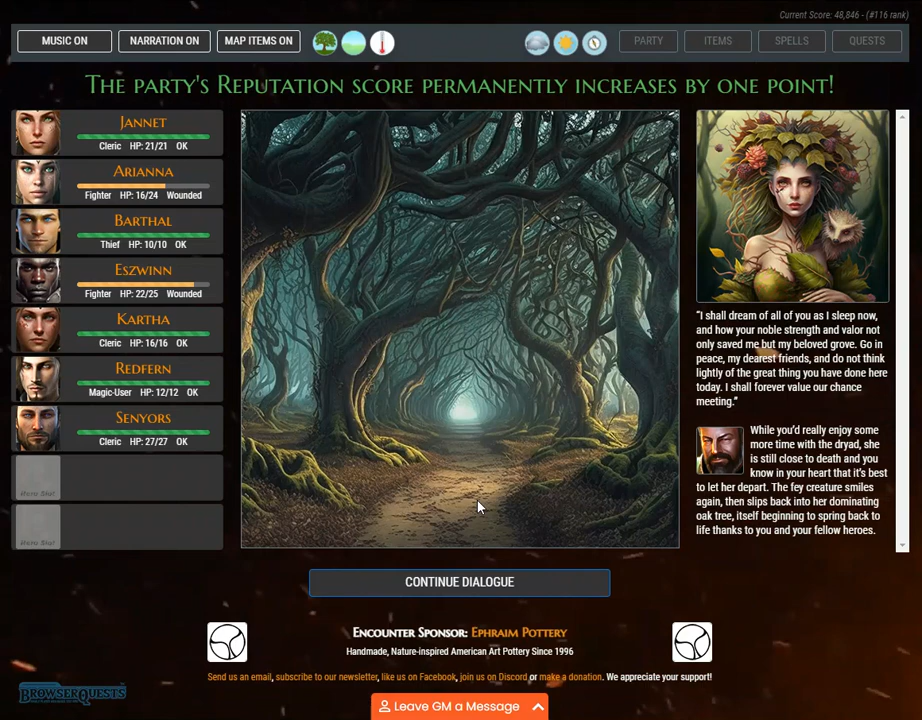 Current Score: 48,846 - (#116 rank)
MUSIC ON
NARRATION ON
MAP ITEMS ON
PARTY
ITEMS
SPELLS
QUESTS
The party's Reputation score permanently increases by one point!
Jannet
Cleric HP: 21/21 OK
Arianna
Fighter HP: 16/24 Wounded
Barthal
Thief HP: 10/10 OK
Eszwinn
Fighter HP: 22/25 Wounded
Kartha
Cleric HP: 16/16 OK
Redfern
Magic-User HP: 12/12 OK
Senyors
Cleric HP: 27/27 OK
Hero Slot
Hero Slot
“I shall dream of all of you as I sleep now,
and how your noble strength and valor not
only saved me but my beloved grove. Go in
peace, my dearest friends, and do not think
lightly of the great thing you have done here
today. I shall forever value our chance
meeting.”
While you'd really enjoy some
more time with the dryad, she
is still close to death and you
know in your heart that it's best
to let her depart. The fey creature smiles
again, then slips back into her dominating
oak tree, itself beginning to spring back to
life thanks to you and your fellow heroes.
CONTINUE DIALOGUE
Encounter Sponsor: Ephraim Pottery
Handmade, Nature-inspired American Art Pottery Since 1996
Send us an email, subscribe to our newsletter, like us on Facebook, join us on Discord or make a donation. We appreciate your support!
BrowserQuests
Leave GM a Message